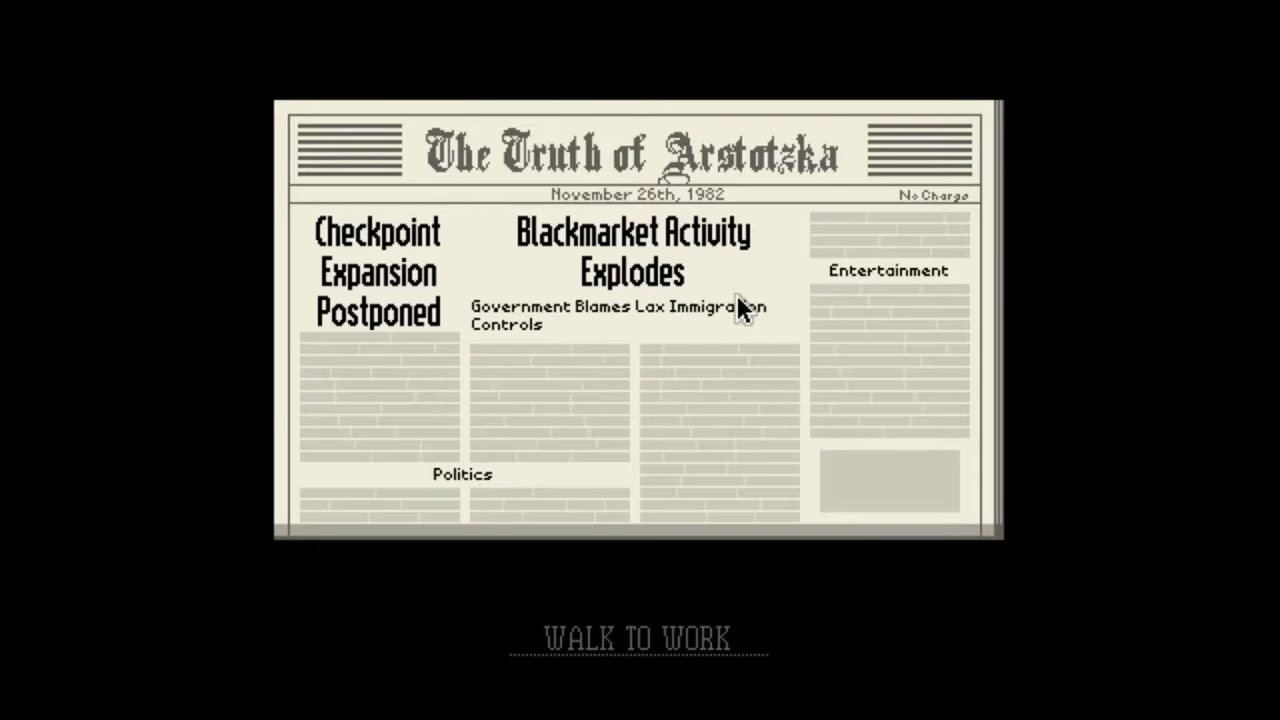 The Truth of Arstotzka
November 26th, 1982
No Charge
Checkpoint
Expansion
Postponed
Blackmarket Activity
Explodes
Government Blames Lax Immigration
Controls
Entertainment
Politics
WALK TO WORK